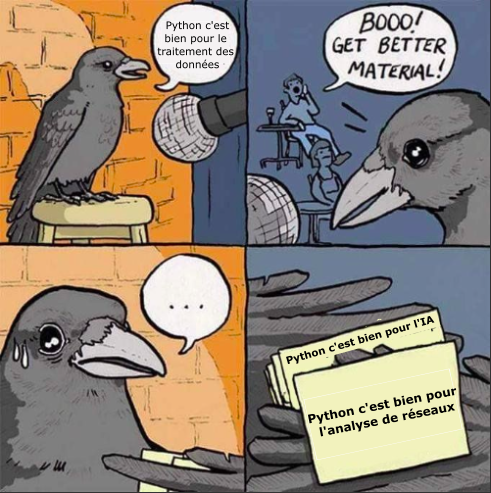 Python c'est
bien pour le
traitement des
données
BOOO!
GET BETTER
MATERIAL!
...
Python c'est bien pour l'IA
Python c'est bien pour
l'analyse de réseaux